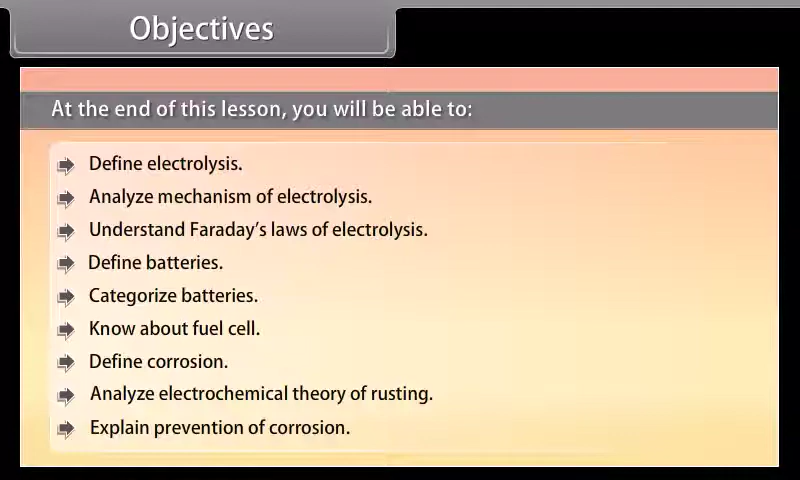 Objectives
At the end of this lesson, you will be able to:
Define electrolysis.
Analyze mechanism of electrolysis.
Understand Faraday's laws of electrolysis.
Define batteries.
Categorize batteries.
Know about fuel cell.
Define corrosion.
Analyze electrochemical theory of rusting.
Explain prevention of corrosion.